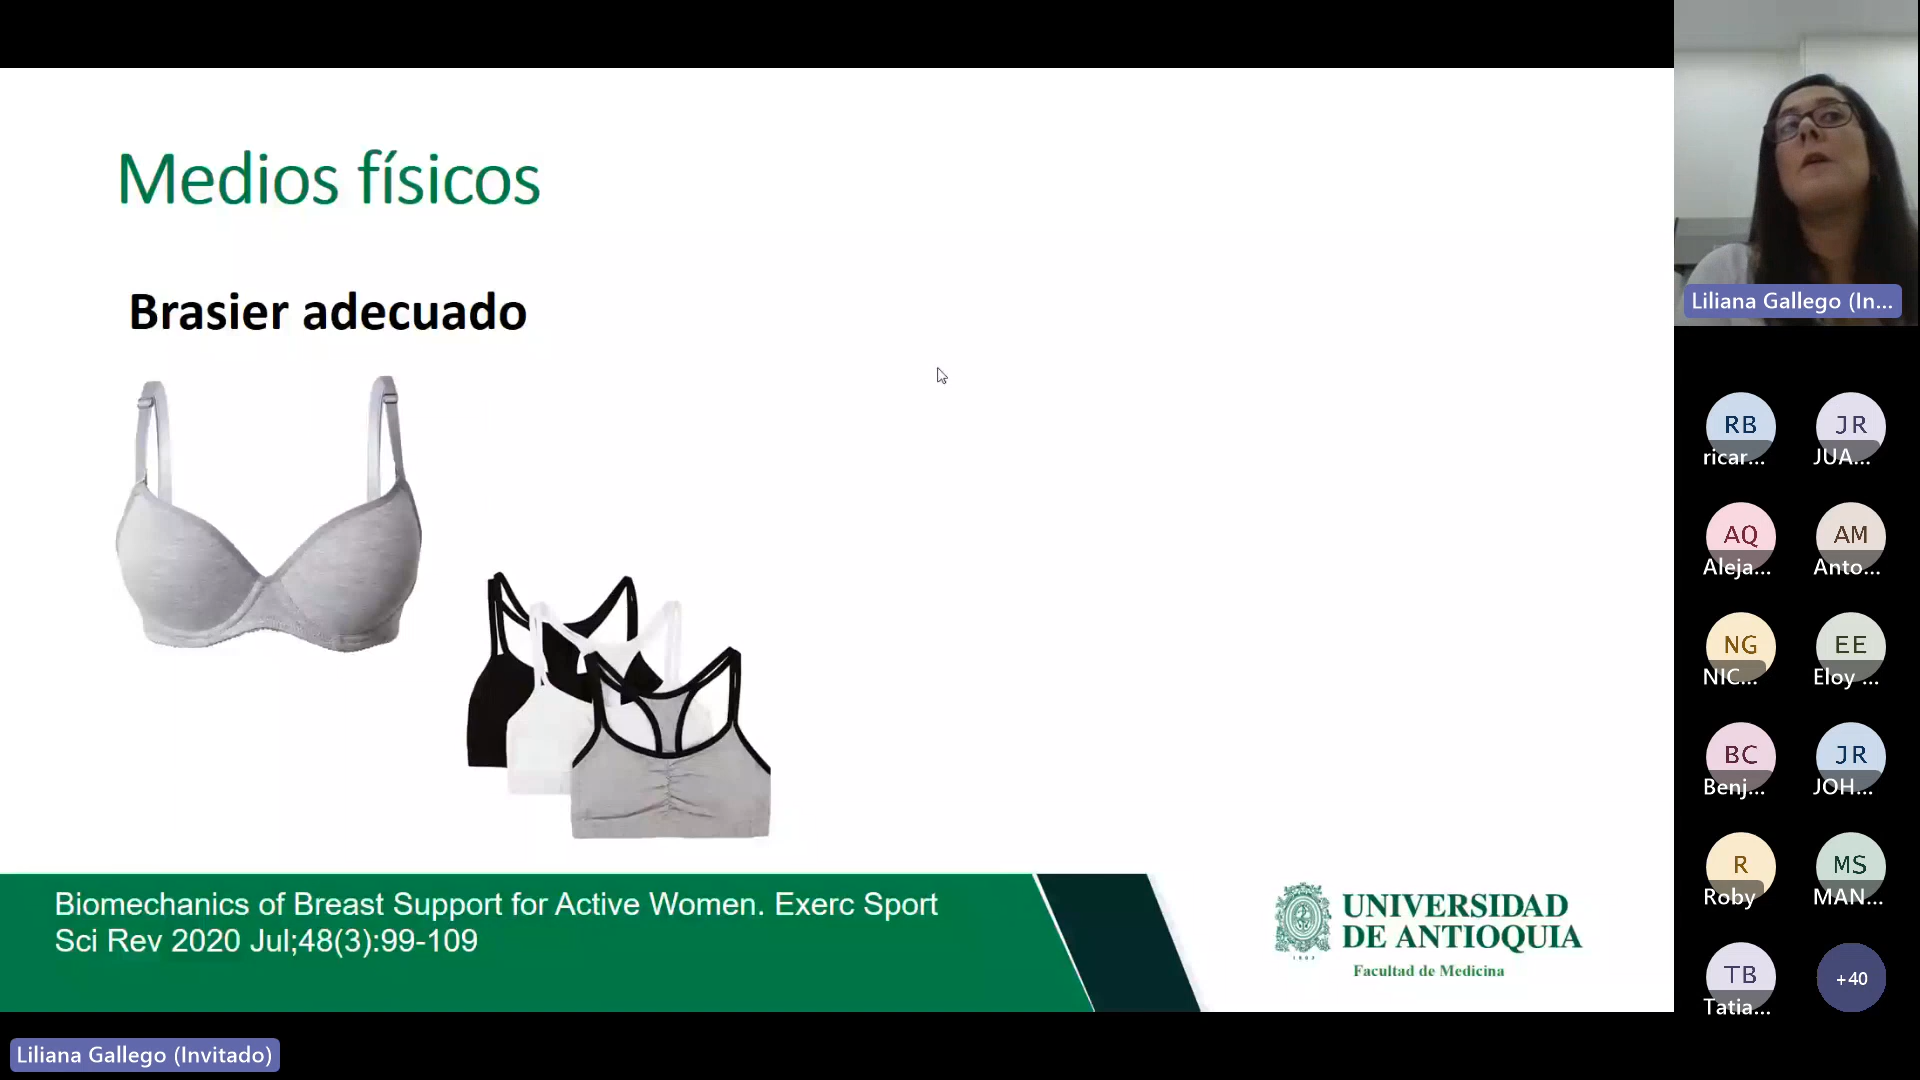 Medios físicos
Brasier adecuado
Biomechanics of Breast Support for Active Women. Exerc Sport
Sci Rev 2020 Jul;48(3):99-109
UNIVERSIDAD
DE ANTIOQUIA
1803
Facultad de Medicina
Liliana Gallego (Invitado)
Liliana Gallego (In...
RB
JR
ricar...
JUA...
AQ
AM
Aleja...
Anto...
NG
EE
NIC...
Eloy ...
BC
JR
Benj...
JOH...
R
MS
Roby
MAN...
TB
+40
Tatia...